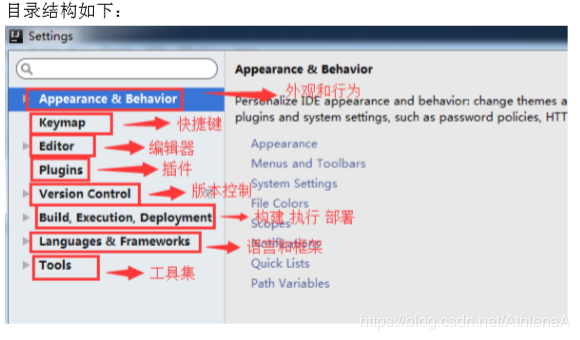 目录结构如下：
Settings
Appearance & Behavior
外观和行为
Keymap
快捷键
Editor
编辑器
Plugins
插件
Version Control
版本控制
Build, Execution, Deployment
构建 执行 部署
Languages & Frameworks
语言和框架
Tools
工具集
Appearance & Behavior
Personalize IDE appearance and behavior: change themes a
plugins and system settings, such as password policies, HTT
Appearance
Menus and Toolbars
System Settings
File Colors
Scopes
Notifications
Quick Lists
Path Variables
https://blog.csdn.net/AthlenaA